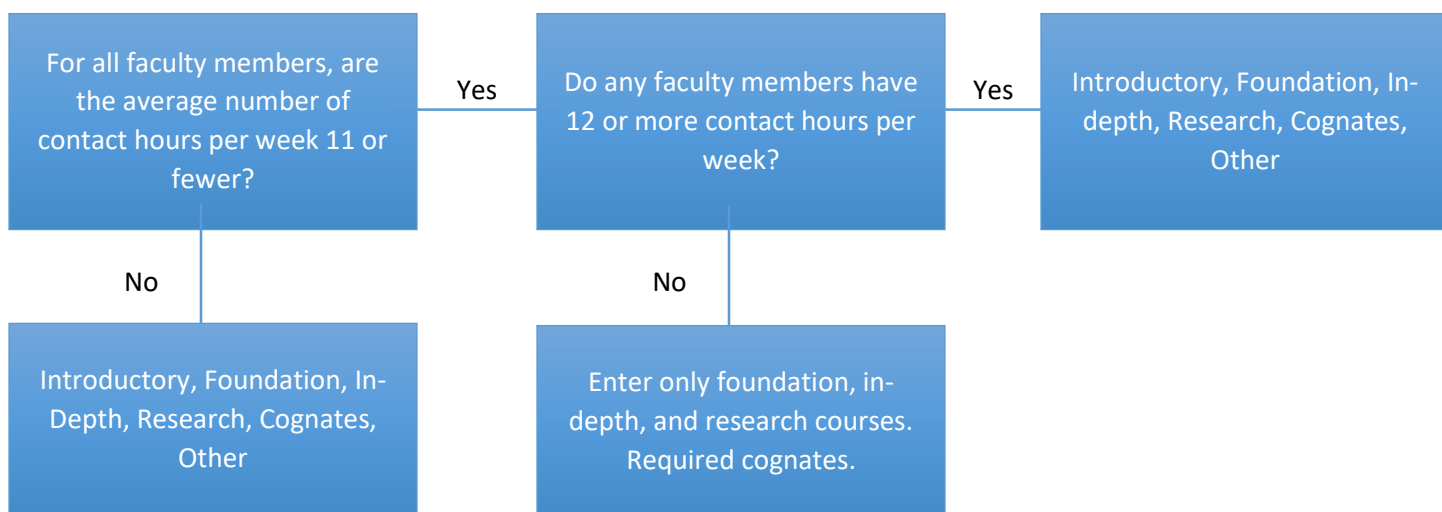 For all faculty members, are
the average number of
contact hours per week 11 or
fewer?
Yes
Do any faculty members have
12 or more contact hours per
week?
Yes
Introductory, Foundation, In-
depth, Research, Cognates,
Other
No
No
Introductory, Foundation, In-
Depth, Research, Cognates,
Other
Enter only foundation, in-
depth, and research courses.
Required cognates.